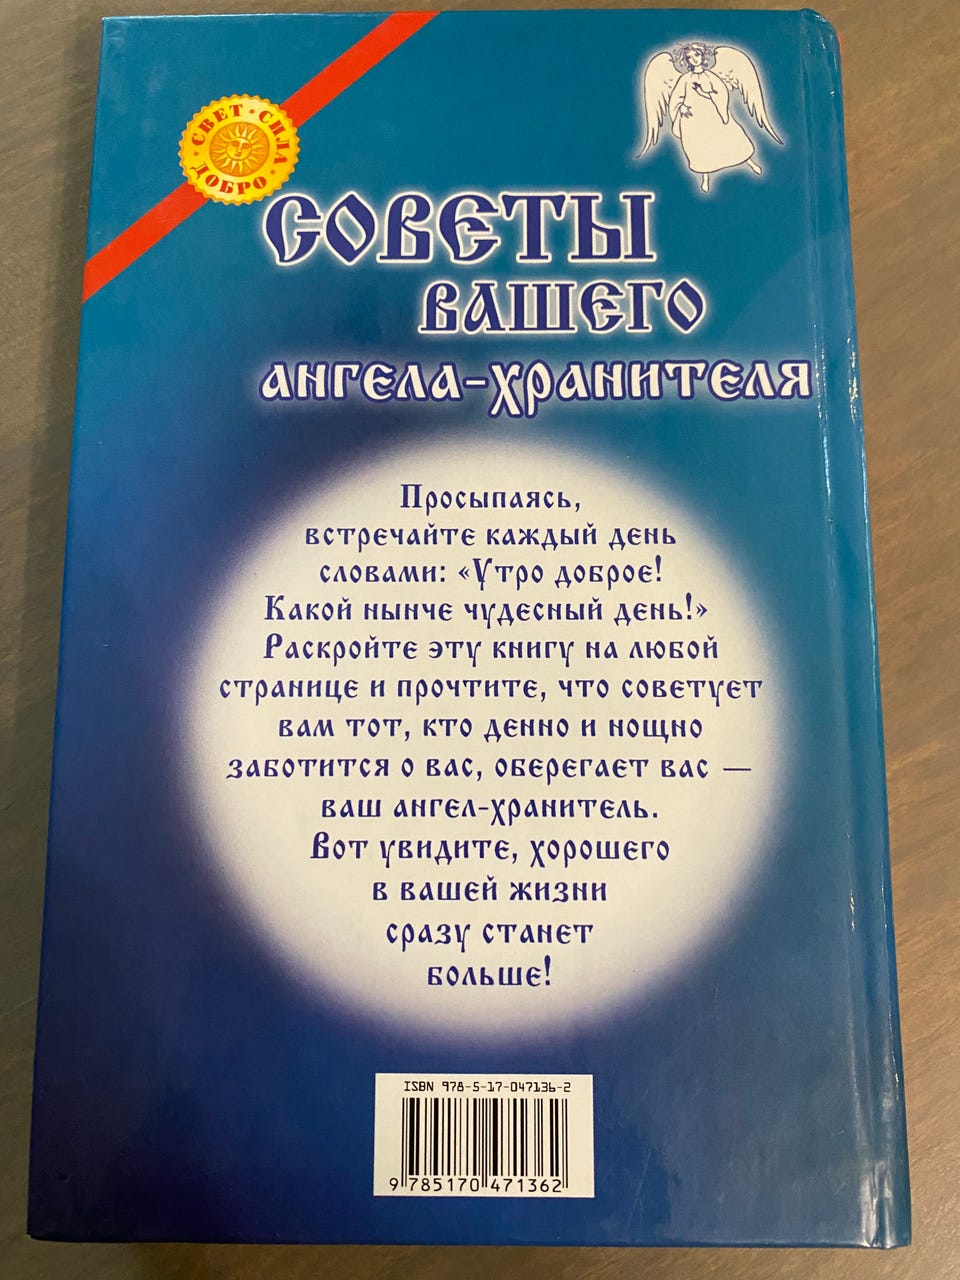 СВЕТ · СИЛА · ДОБРО ·
СОВЕТЫ
ВАШЕГО
АНГЕЛА-ХРАНИТЕЛЯ
Просыпаясь,
встречайте каждый день
словами: «Утро доброе!
Какой нынче чудесный день!»
Раскройте эту книгу на любой
странице и прочтите, что советует
вам тот, кто денно и нощно
заботится о вас, оберегает вас —
ваш ангел-хранитель.
Вот увидите, хорошего
в вашей жизни
сразу станет
больше!
ISBN 978-5-17-047136-2
9 785170 471362